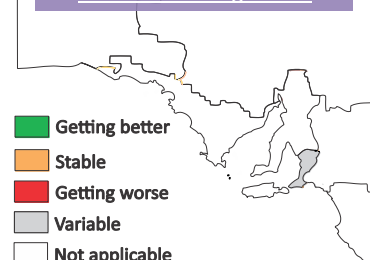 Getting better
Stable
Getting worse
Variable
Not applicable